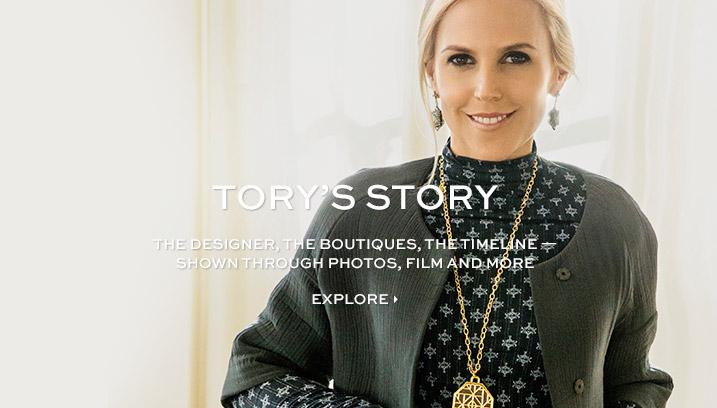 TORY'S STORY
THE DESIGNER, THE BOUTIQUES, THE TIMELINE —
SHOWN THROUGH PHOTOS, FILM AND MORE
EXPLORE